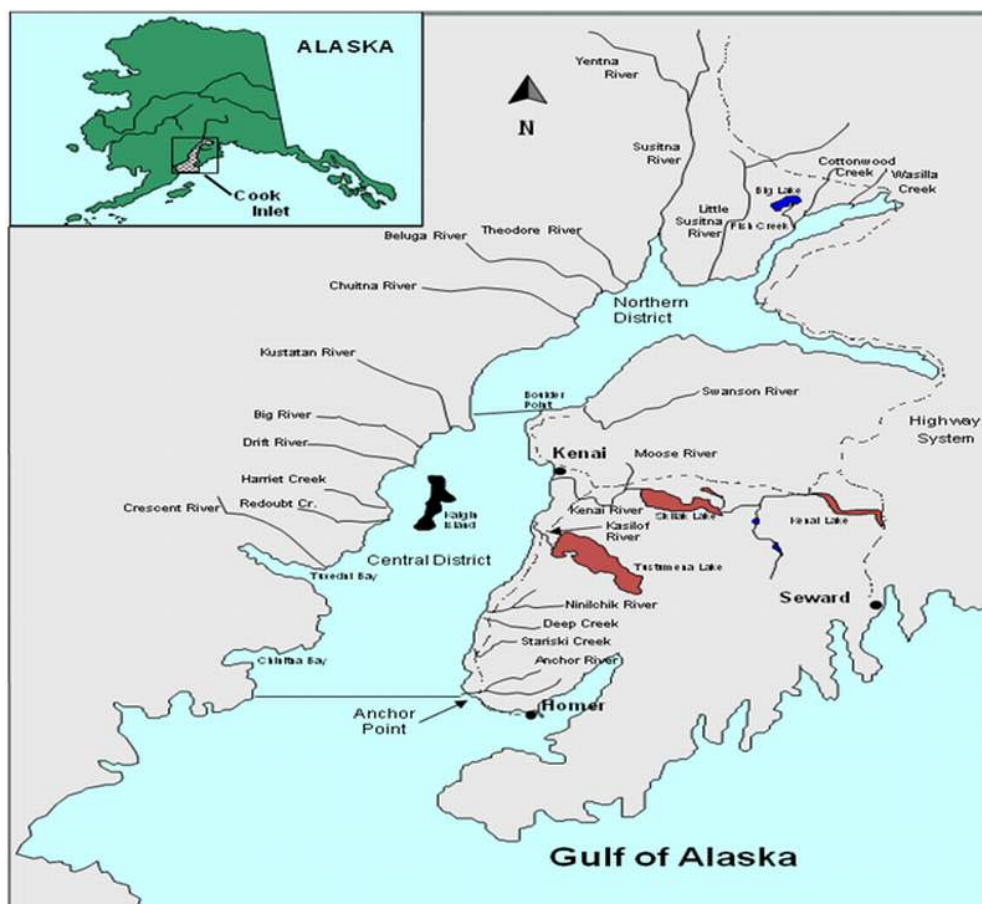 ALASKA
Cook
Inlet
N
Yentna
River
Susitna
River
Cottonwood
Creek
Wasilla
Creek
Big Lake
Little
Susitna
River
Fish Creek
Theodore River
Beluga River
Chuitna River
Northern
District
Kustatan River
Boulder
Point
Swanson River
Highway
System
Big River
Drift River
Kenai
Moose River
Harriet Creek
Redoubt Cr.
Crescent River
Kalgin
Island
Kenai River
Skilak Lake
Kenai Lake
Kasilof
River
Central District
Tustumena Lake
Tuxedni Bay
Seward
Ninilchik River
Deep Creek
Stariski Creek
Anchor River
Chinitna Bay
Anchor
Point
Homer
Gulf of Alaska